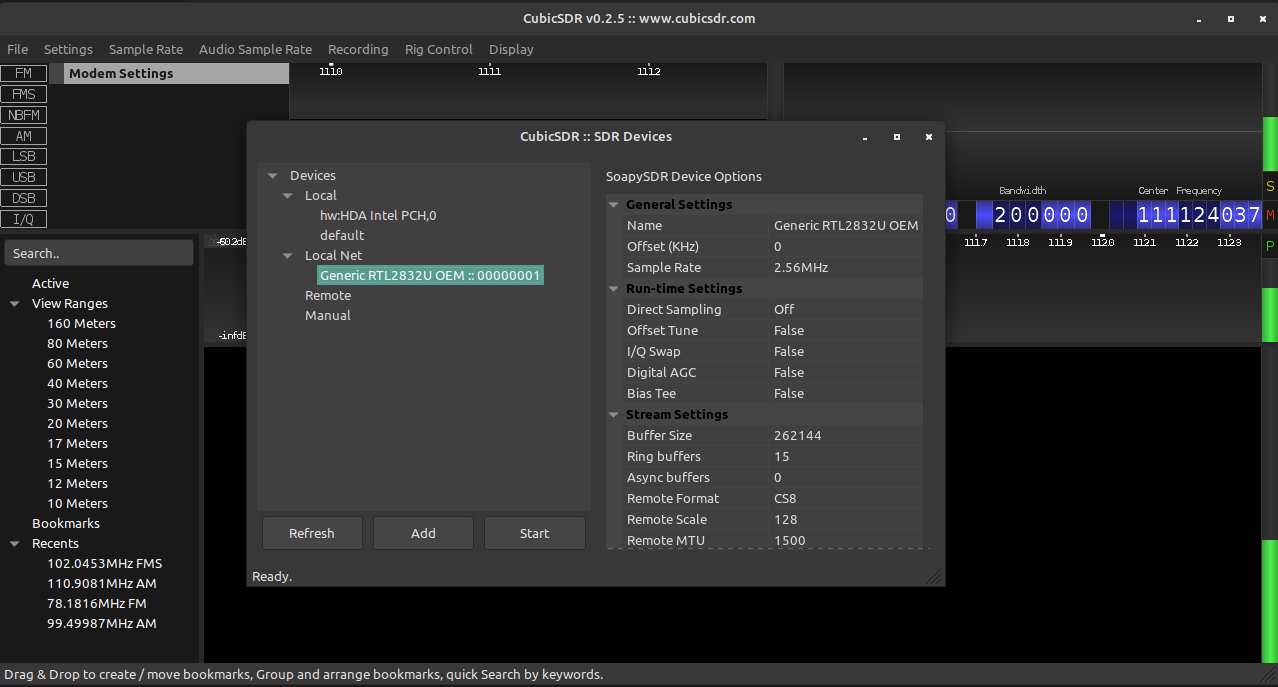 CubicSDR v0.2.5 :: www.cubicsdr.com
File Settings Sample Rate Audio Sample Rate Recording Rig Control Display
FM
FMS
NBFM
AM
LSB
USB
DSB
I/Q
Modem Settings
111.0 111.1 111.2
Search..
Active
View Ranges
160 Meters
80 Meters
60 Meters
40 Meters
30 Meters
20 Meters
17 Meters
15 Meters
12 Meters
10 Meters
Bookmarks
Recents
102.0453MHz FMS
110.9081MHz AM
78.1816MHz FM
99.49987MHz AM
-60.2dB
-infdB
CubicSDR :: SDR Devices
Devices
Local
hw:HDA Intel PCH,0
default
Local Net
Generic RTL2832U OEM :: 00000001
Remote
Manual
Refresh Add Start
Ready.
SoapySDR Device Options
General Settings
Name Generic RTL2832U OEM
Offset (KHz) 0
Sample Rate 2.56MHz
Run-time Settings
Direct Sampling Off
Offset Tune False
I/Q Swap False
Digital AGC False
Bias Tee False
Stream Settings
Buffer Size 262144
Ring buffers 15
Async buffers 0
Remote Format CS8
Remote Scale 128
Remote MTU 1500
Bandwidth Center Frequency
0 200000 111124037
111.7 111.8 111.9 112.0 112.1 112.2 112.3
S
M
P
Drag & Drop to create / move bookmarks, Group and arrange bookmarks, quick Search by keywords.